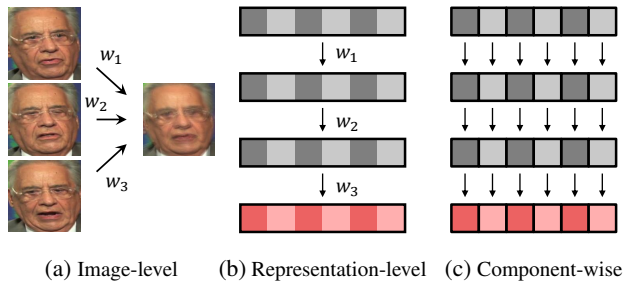 w₁
w₂
w₃
w₁
w₂
w₃
(a) Image-level (b) Representation-level (c) Component-wise